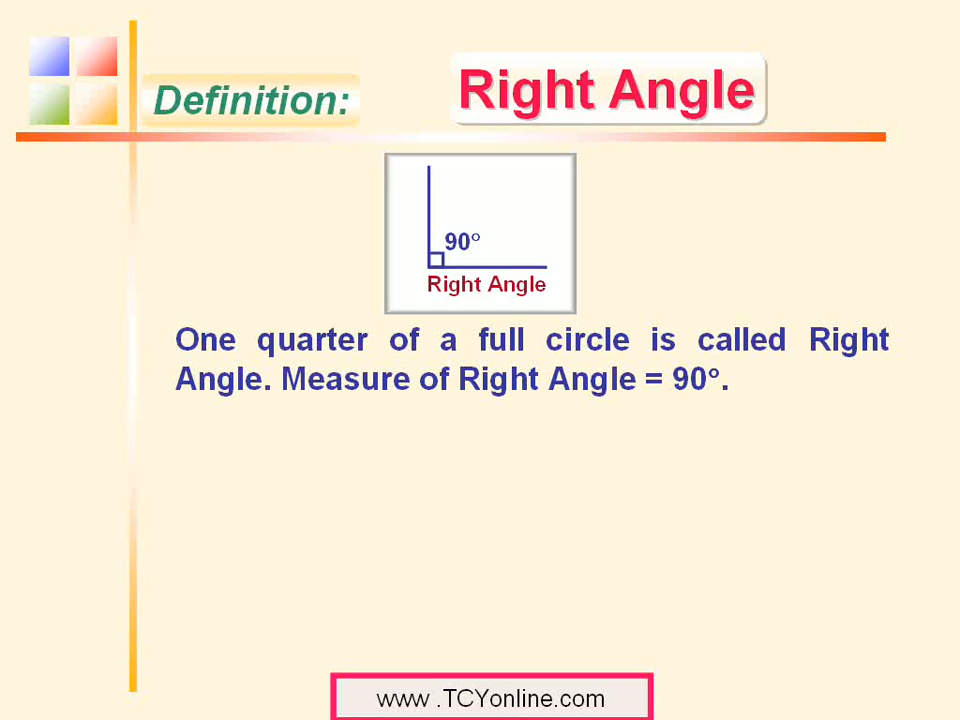 Definition:
Right Angle
90°
Right Angle
One quarter of a full circle is called Right
Angle. Measure of Right Angle = 90°.
www .TCYonline.com